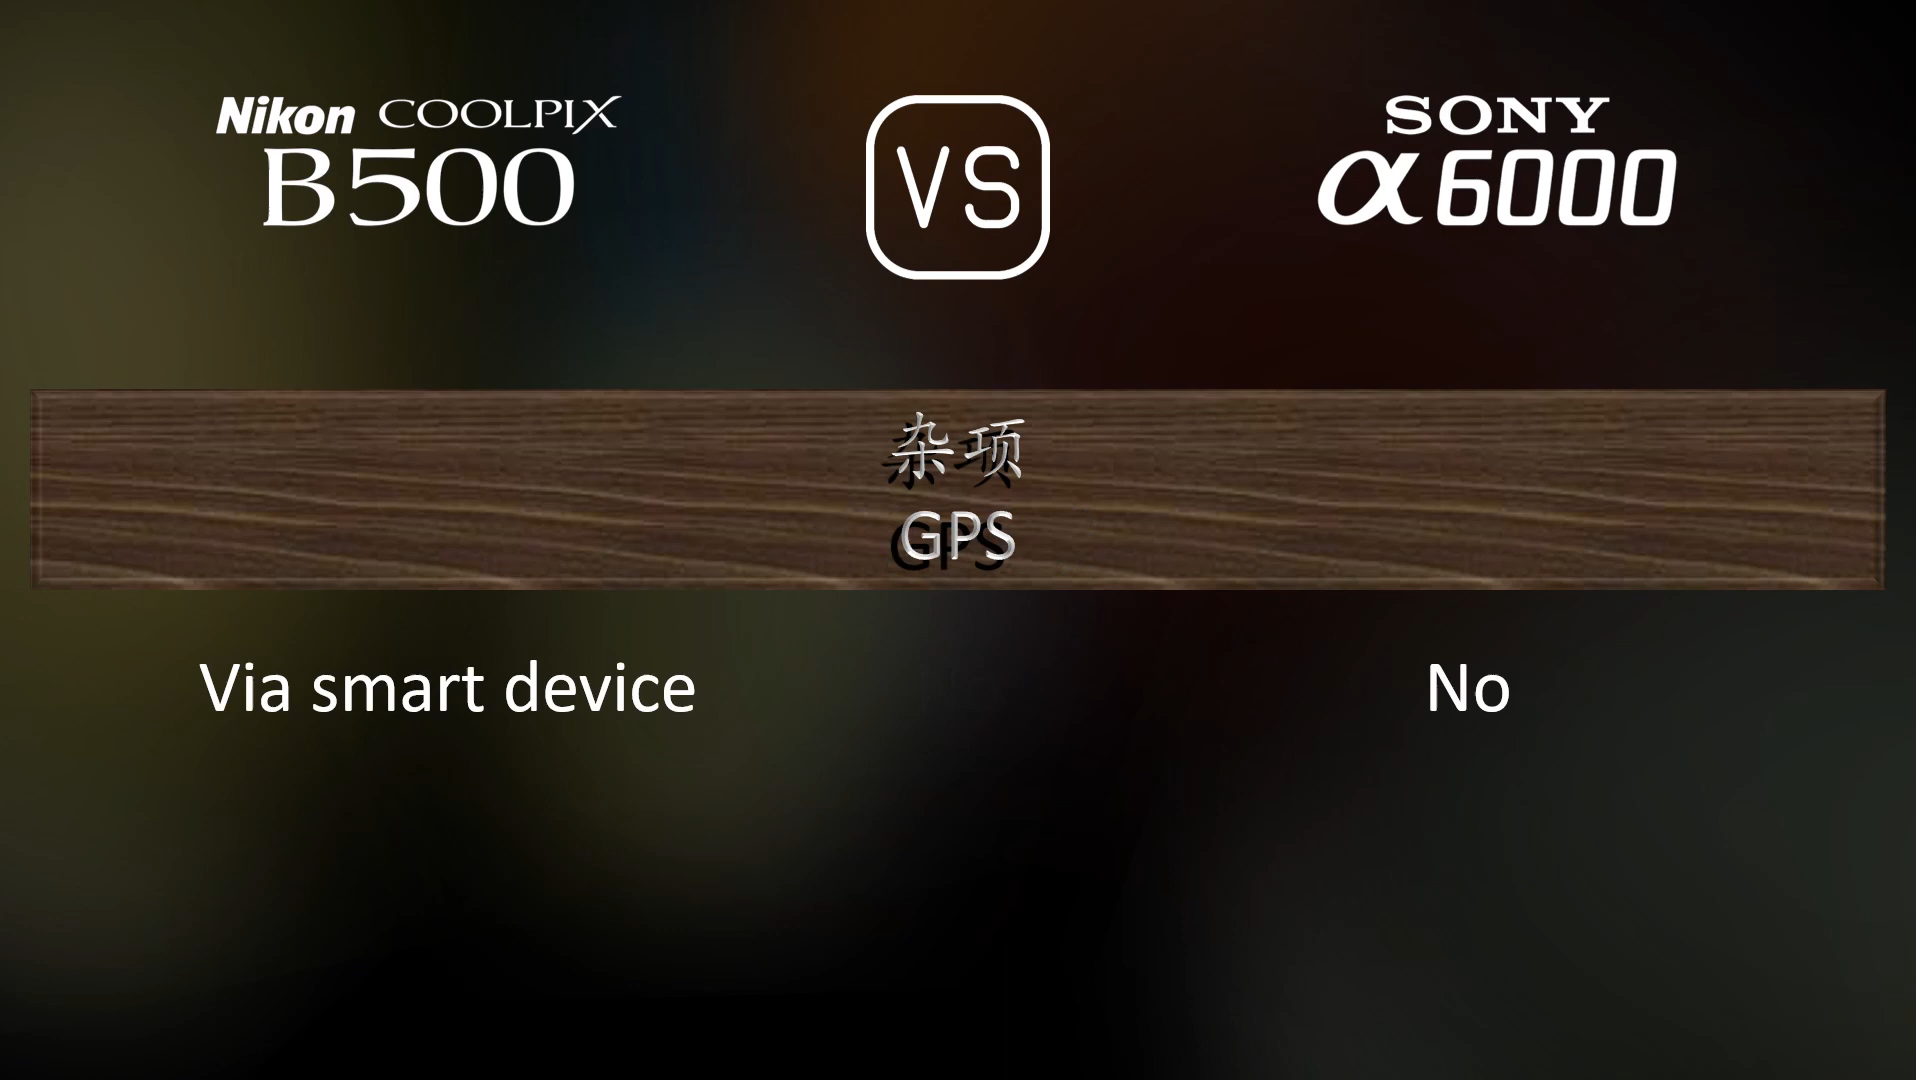 Nikon COOLPIX
B500
VS
SONY
α6000
杂项
GPS
Via smart device
No